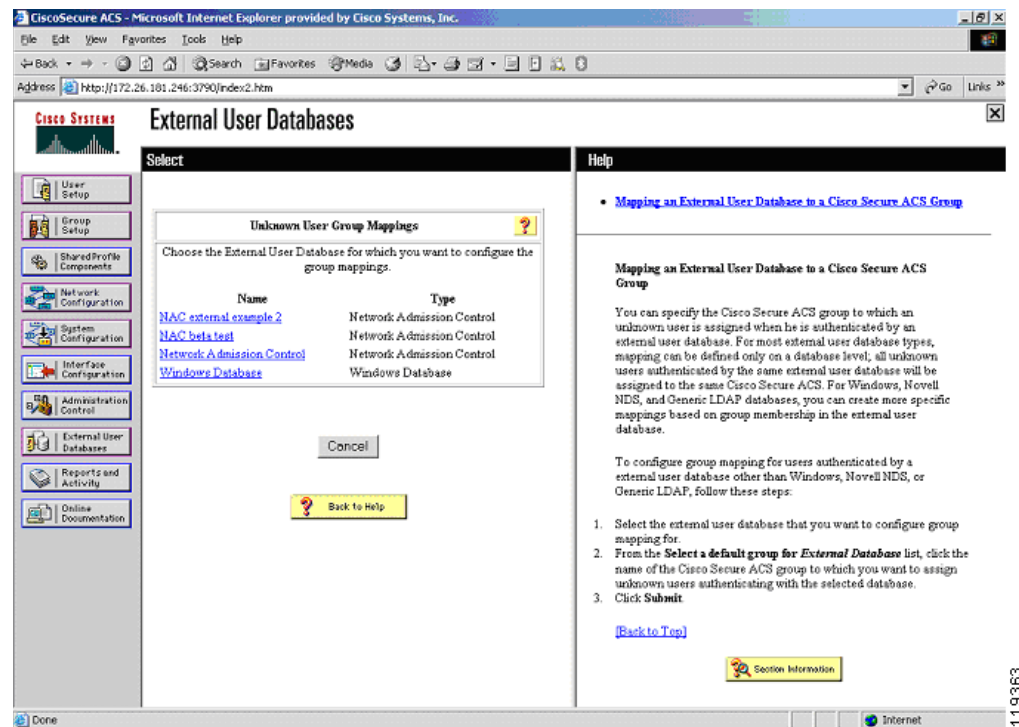 CiscoSecure ACS - Microsoft Internet Explorer provided by Cisco Systems, Inc.
File Edit View Favorites Tools Help
Back Search Favorites Media
Address http://172.26.181.246:3790/index2.htm Go Links »
CISCO SYSTEMS
External User Databases
User
Setup
Group
Setup
Shared Profile
Components
Network
Configuration
System
Configuration
Interface
Configuration
Administration
Control
External User
Databases
Reports and
Activity
Online
Documentation
Select
Unknown User Group Mappings
Choose the External User Database for which you want to configure the
group mappings.
Name Type
NAC external example 2 Network Admission Control
NAC beta test Network Admission Control
Network Admission Control Network Admission Control
Windows Database Windows Database
Cancel
Back to Help
Help
• Mapping an External User Database to a Cisco Secure ACS Group
Mapping an External User Database to a Cisco Secure ACS
Group
You can specify the Cisco Secure ACS group to which an
unknown user is assigned when he is authenticated by an
external user database. For most external user database types,
mapping can be defined only on a database level; all unknown
users authenticated by the same external user database will be
assigned to the same Cisco Secure ACS. For Windows, Novell
NDS, and Generic LDAP databases, you can create more specific
mappings based on group membership in the external user
database.
To configure group mapping for users authenticated by a
external user database other than Windows, Novell NDS, or
Generic LDAP, follow these steps:
1. Select the external user database that you want to configure group
mapping for.
2. From the Select a default group for External Database list, click the
name of the Cisco Secure ACS group to which you want to assign
unknown users authenticating with the selected database.
3. Click Submit.
[Back to Top]
Section Information
Done Internet
119363